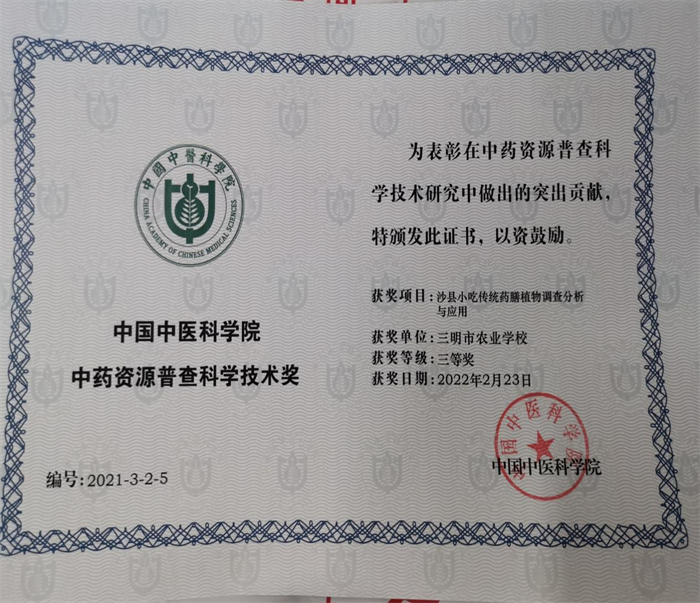 中國中醫科學院
CHINA ACADEMY OF CHINESE MEDICAL SCIENCES
中国中医科学院
中药资源普查科学技术奖
编号:2021-3-2-5
为表彰在中药资源普查科
学技术研究中做出的突出贡献，
特颁发此证书，以资鼓励。
获奖项目:沙县小吃传统药膳植物调查分析
与应用
获奖单位:三明市农业学校
获奖等级:三等奖
获奖日期:2022年2月23日
中国中医科学院
中国中医科学院